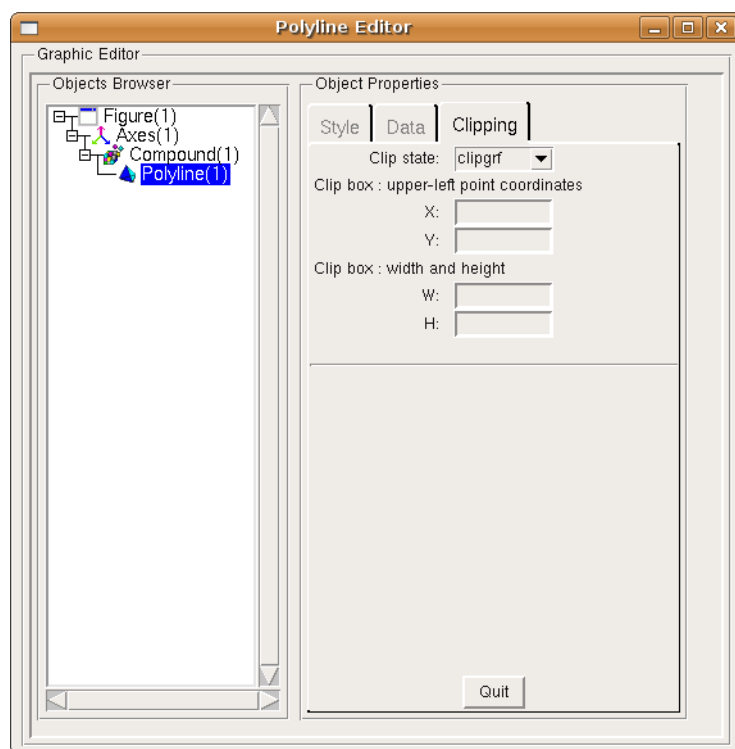 Polyline Editor
Graphic Editor
Objects Browser
Figure(1)
Axes(1)
Compound(1)
Polyline(1)
Object Properties
Style Data Clipping
Clip state: clipgrf
Clip box : upper-left point coordinates
X:
Y:
Clip box : width and height
W:
H:
Quit